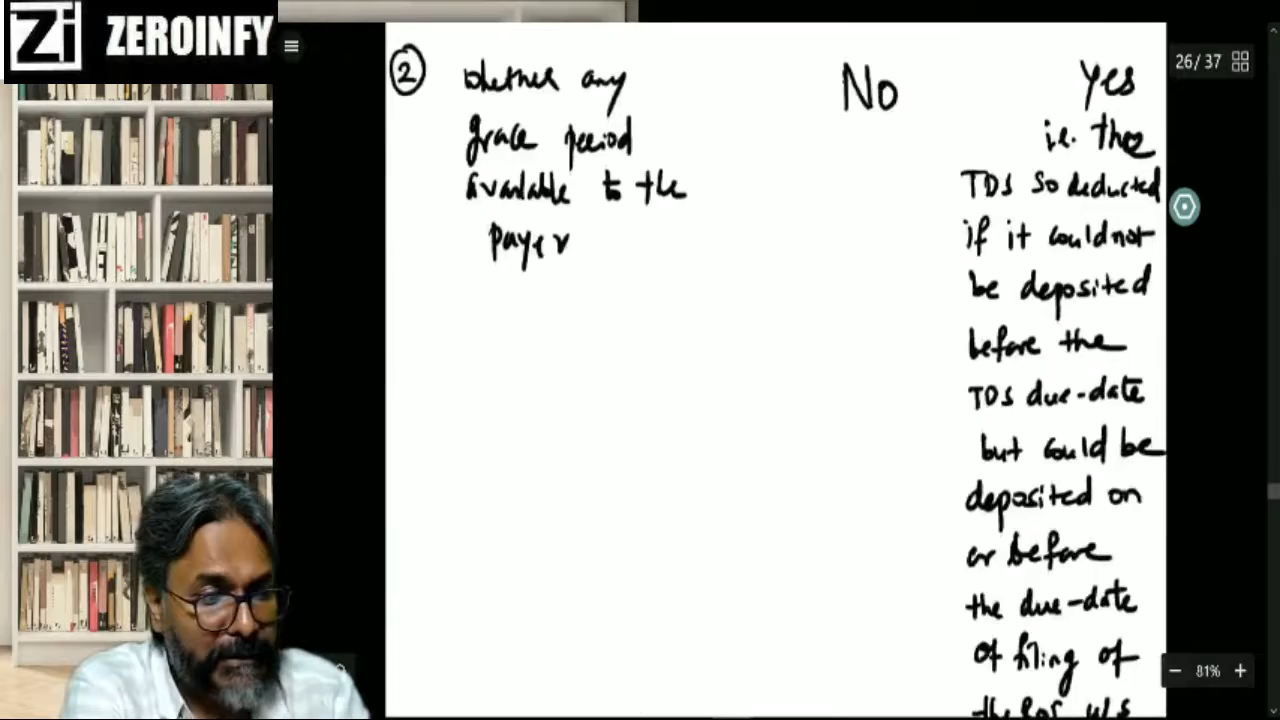 Zi ZEROINFY
26/37
② whether any No Yes
grace period i.e. the
available to the TDS so deducted
payer if it could not
be deposited
before the
TDS due-date
but could be
deposited on
or before
the due-date
of filing of
the RoI u/s
81%